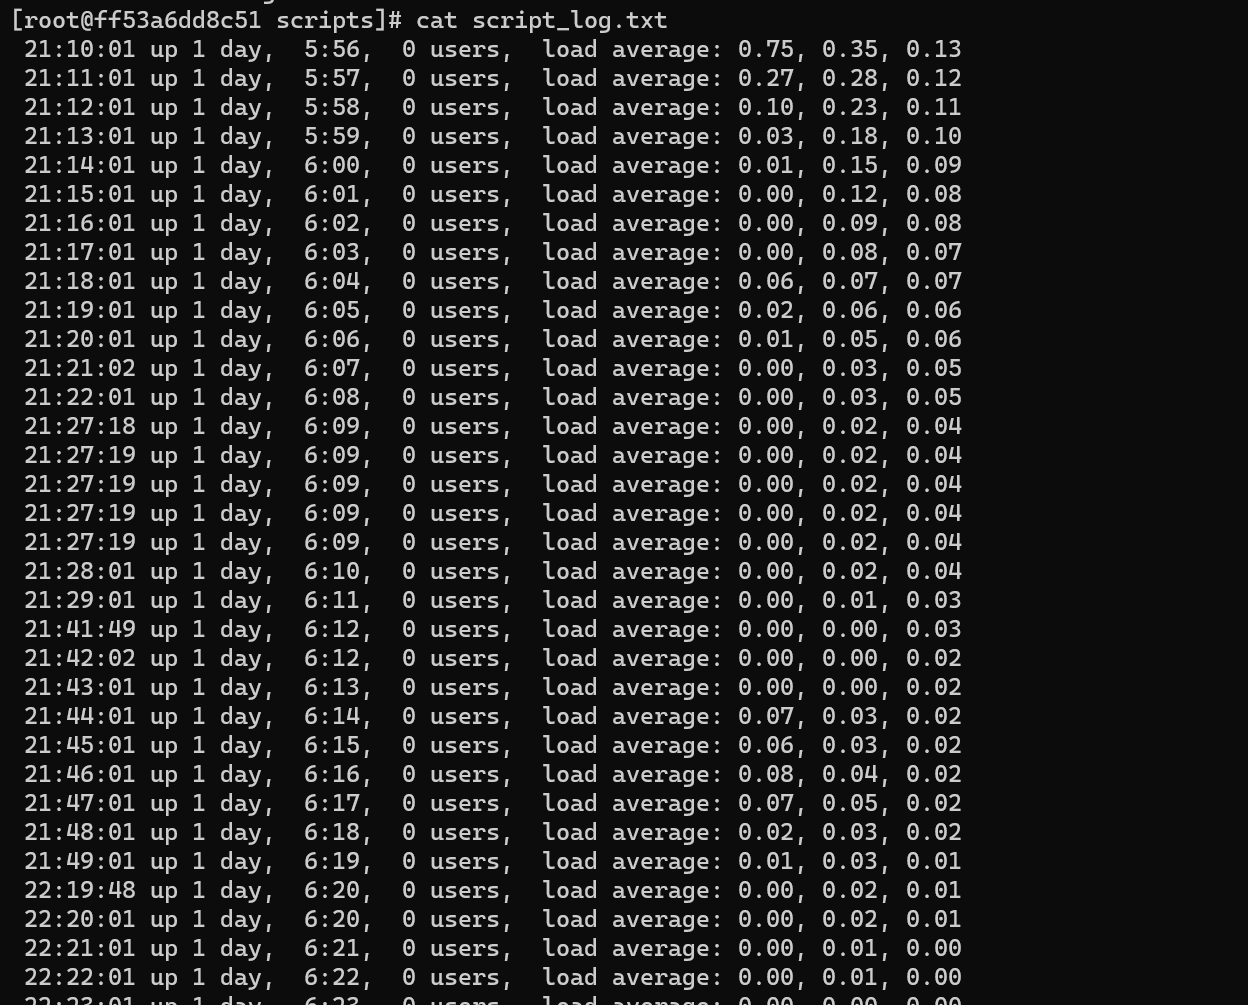 [root@ff53a6dd8c51 scripts]# cat script_log.txt
 21:10:01 up 1 day,  5:56,  0 users,  load average: 0.75, 0.35, 0.13
 21:11:01 up 1 day,  5:57,  0 users,  load average: 0.27, 0.28, 0.12
 21:12:01 up 1 day,  5:58,  0 users,  load average: 0.10, 0.23, 0.11
 21:13:01 up 1 day,  5:59,  0 users,  load average: 0.03, 0.18, 0.10
 21:14:01 up 1 day,  6:00,  0 users,  load average: 0.01, 0.15, 0.09
 21:15:01 up 1 day,  6:01,  0 users,  load average: 0.00, 0.12, 0.08
 21:16:01 up 1 day,  6:02,  0 users,  load average: 0.00, 0.09, 0.08
 21:17:01 up 1 day,  6:03,  0 users,  load average: 0.00, 0.08, 0.07
 21:18:01 up 1 day,  6:04,  0 users,  load average: 0.06, 0.07, 0.07
 21:19:01 up 1 day,  6:05,  0 users,  load average: 0.02, 0.06, 0.06
 21:20:01 up 1 day,  6:06,  0 users,  load average: 0.01, 0.05, 0.06
 21:21:02 up 1 day,  6:07,  0 users,  load average: 0.00, 0.03, 0.05
 21:22:01 up 1 day,  6:08,  0 users,  load average: 0.00, 0.03, 0.05
 21:27:18 up 1 day,  6:09,  0 users,  load average: 0.00, 0.02, 0.04
 21:27:19 up 1 day,  6:09,  0 users,  load average: 0.00, 0.02, 0.04
 21:27:19 up 1 day,  6:09,  0 users,  load average: 0.00, 0.02, 0.04
 21:27:19 up 1 day,  6:09,  0 users,  load average: 0.00, 0.02, 0.04
 21:27:19 up 1 day,  6:09,  0 users,  load average: 0.00, 0.02, 0.04
 21:28:01 up 1 day,  6:10,  0 users,  load average: 0.00, 0.02, 0.04
 21:29:01 up 1 day,  6:11,  0 users,  load average: 0.00, 0.01, 0.03
 21:41:49 up 1 day,  6:12,  0 users,  load average: 0.00, 0.00, 0.03
 21:42:02 up 1 day,  6:12,  0 users,  load average: 0.00, 0.00, 0.02
 21:43:01 up 1 day,  6:13,  0 users,  load average: 0.00, 0.00, 0.02
 21:44:01 up 1 day,  6:14,  0 users,  load average: 0.07, 0.03, 0.02
 21:45:01 up 1 day,  6:15,  0 users,  load average: 0.06, 0.03, 0.02
 21:46:01 up 1 day,  6:16,  0 users,  load average: 0.08, 0.04, 0.02
 21:47:01 up 1 day,  6:17,  0 users,  load average: 0.07, 0.05, 0.02
 21:48:01 up 1 day,  6:18,  0 users,  load average: 0.02, 0.03, 0.02
 21:49:01 up 1 day,  6:19,  0 users,  load average: 0.01, 0.03, 0.01
 22:19:48 up 1 day,  6:20,  0 users,  load average: 0.00, 0.02, 0.01
 22:20:01 up 1 day,  6:20,  0 users,  load average: 0.00, 0.02, 0.01
 22:21:01 up 1 day,  6:21,  0 users,  load average: 0.00, 0.01, 0.00
 22:22:01 up 1 day,  6:22,  0 users,  load average: 0.00, 0.01, 0.00